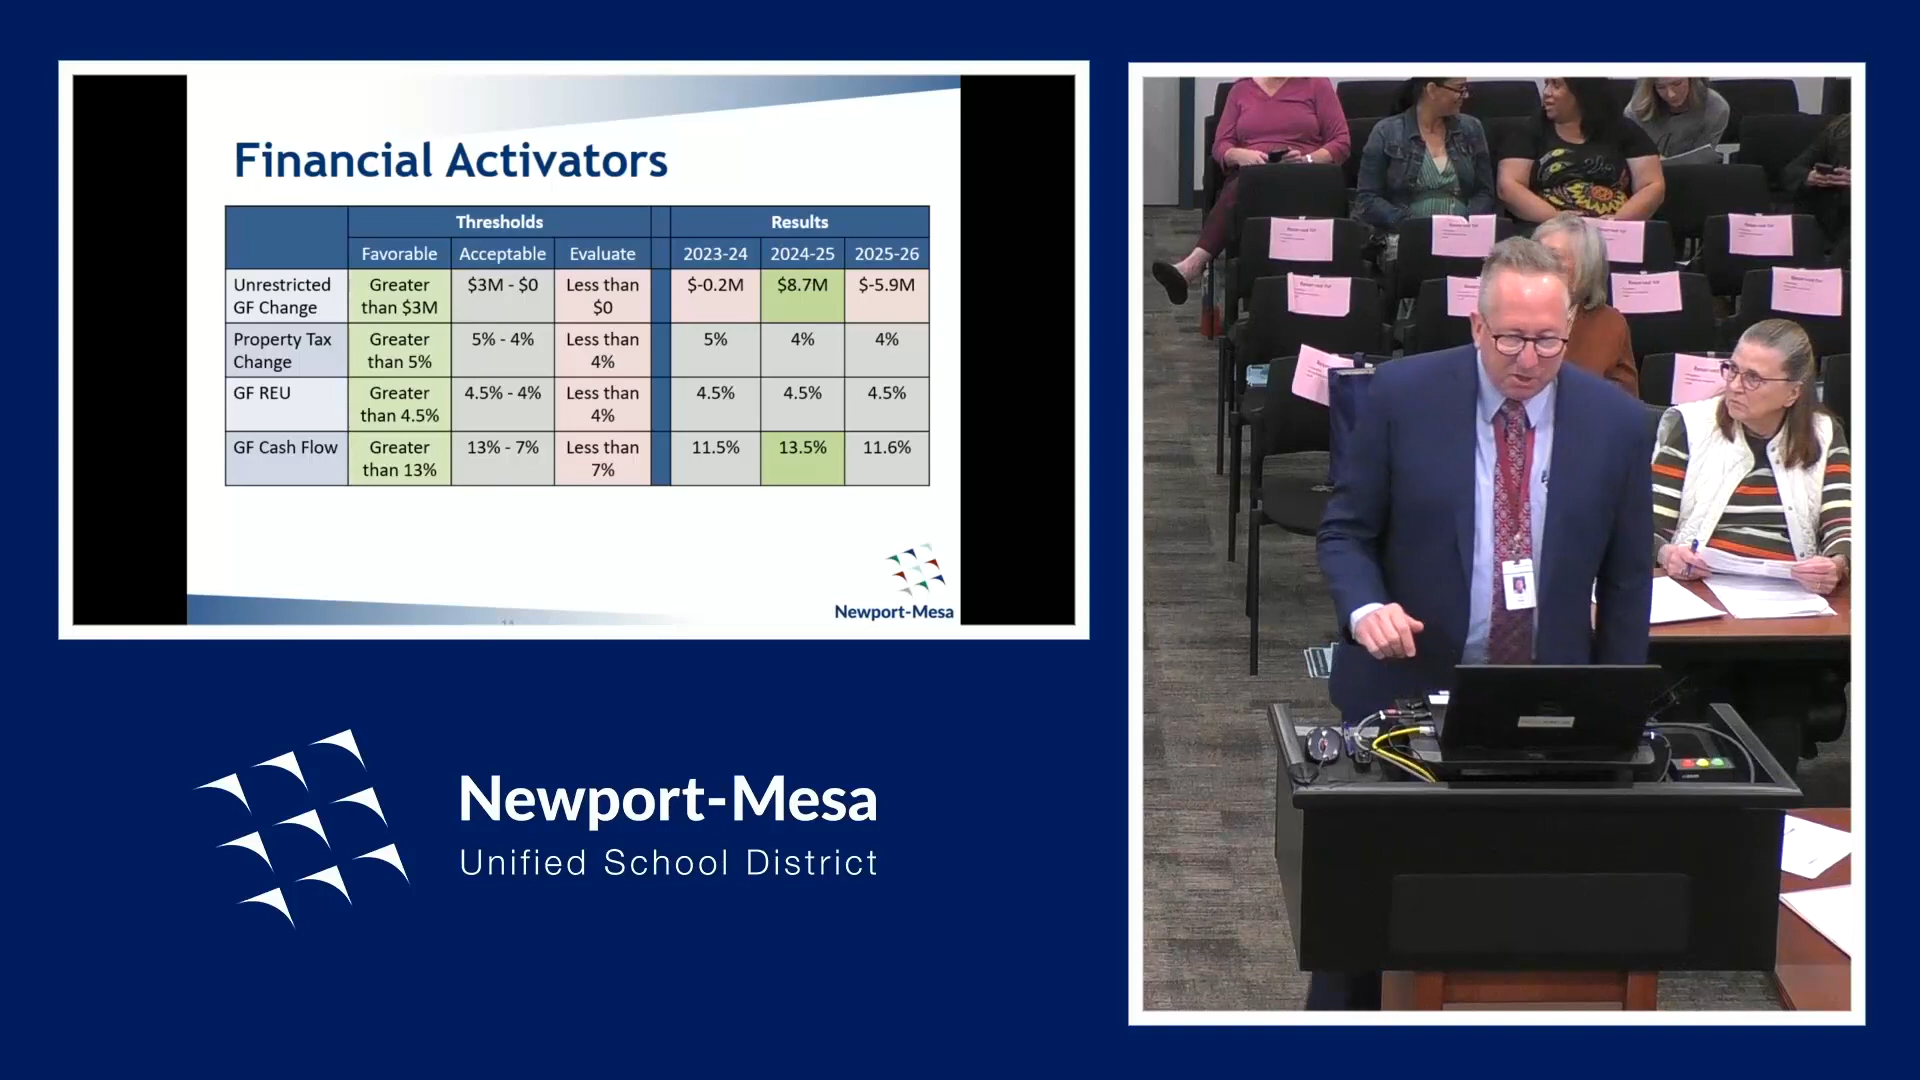 Financial Activators
Thresholds Results
Favorable Acceptable Evaluate 2023-24 2024-25 2025-26
Unrestricted GF Change Greater than $3M $3M - $0 Less than $0 $-0.2M $8.7M $-5.9M
Property Tax Change Greater than 5% 5% - 4% Less than 4% 5% 4% 4%
GF REU Greater than 4.5% 4.5% - 4% Less than 4% 4.5% 4.5% 4.5%
GF Cash Flow Greater than 13% 13% - 7% Less than 7% 11.5% 13.5% 11.6%
Newport-Mesa
Newport-Mesa
Unified School District